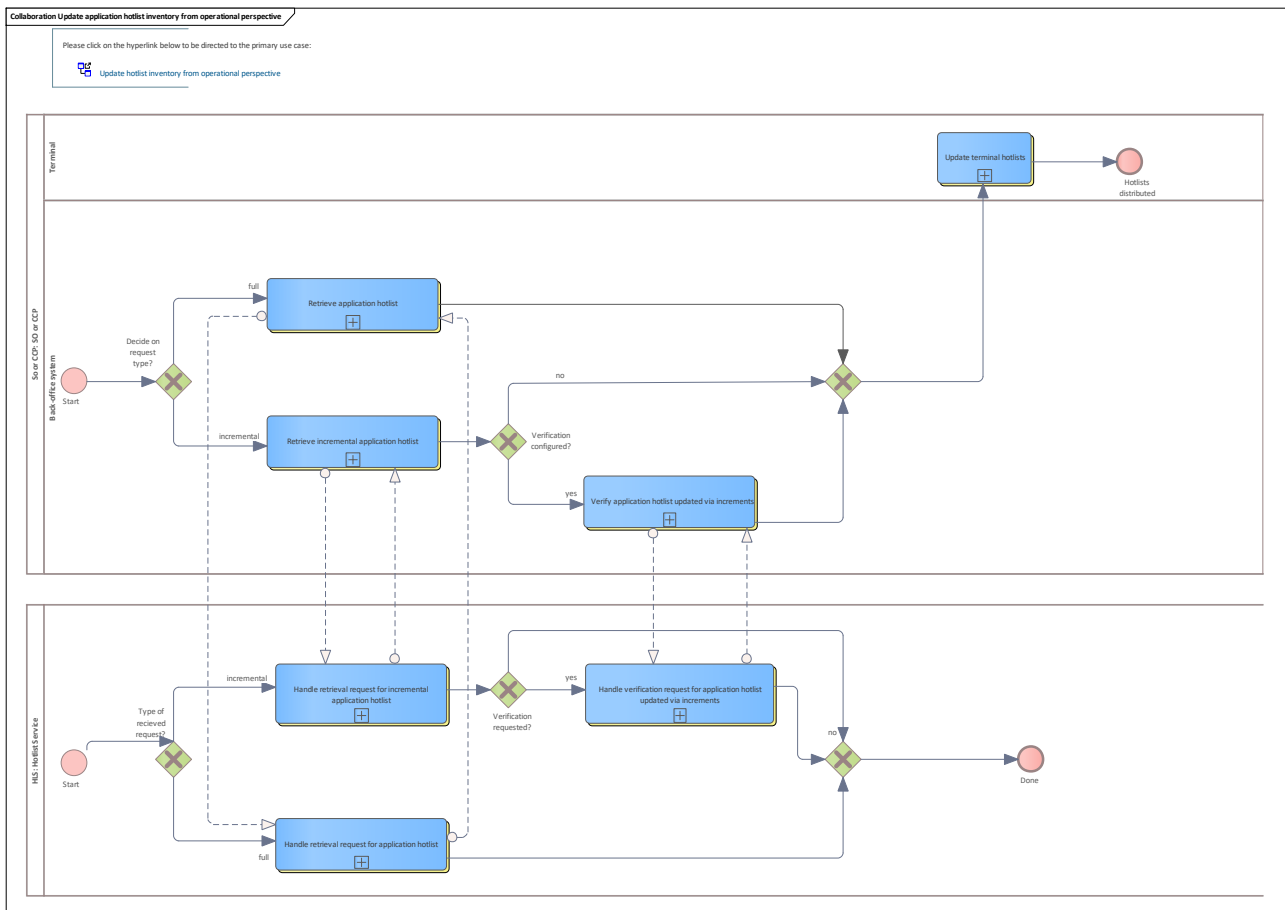 Collaboration Update application hotlist inventory from operational perspective
Please click on the hyperlink below to be directed to the primary use case:
Update hotlist inventory from operational perspective
So or CCP: SO or CCP
Terminal
Update terminal hotlists
Hotlists
distributed
Back-office system
Start
Decide on
request
type?
full
Retrieve application hotlist
incremental
Retrieve incremental application hotlist
no
Verification
configured?
yes
Verify application hotlist updated via increments
HLS: Hotlist Service
Start
Type of
recieved
request?
incremental
Handle retrieval request for incremental
application hotlist
Verification
requested?
yes
Handle verification request for application hotlist
updated via increments
no
Done
full
Handle retrieval request for application hotlist